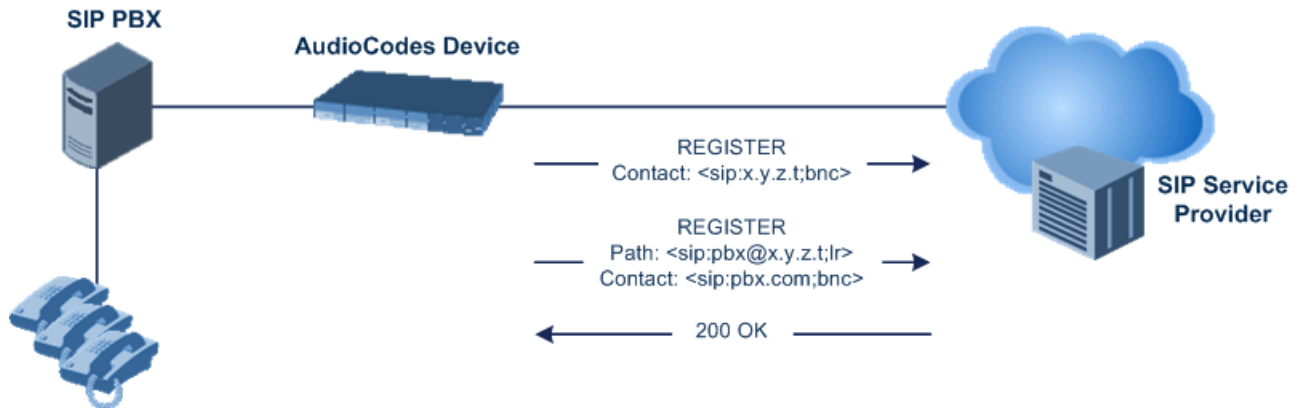 SIP PBX
AudioCodes Device
REGISTER
Contact: <sip:x.y.z.t;bnc>
SIP Service
Provider
REGISTER
Path: <sip:pbx@x.y.z.t;lr>
Contact: <sip:pbx.com;bnc>
200 OK